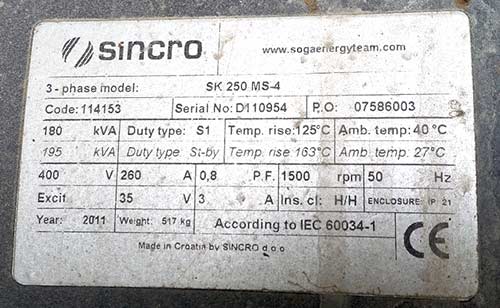 sincro www.sogaenergyteam.com
3 - phase model: SK 250 MS-4
Code: 114153 Serial No: D110954 P.O: 07586003
180 kVA Duty type: S1 Temp. rise: 125°C Amb. temp: 40°C
195 kVA Duty type St-by Temp. rise 163°C Amb. temp. 27°C
400 V 260 A 0,8 P.F. 1500 rpm 50 Hz
Excit. 35 V 3 A Ins. cl: H/H ENCLOSURE: IP 21
Year: 2011 Weight: 517 kg According to IEC 60034-1 CE
Made in Croatia by SINCRO d.o.o